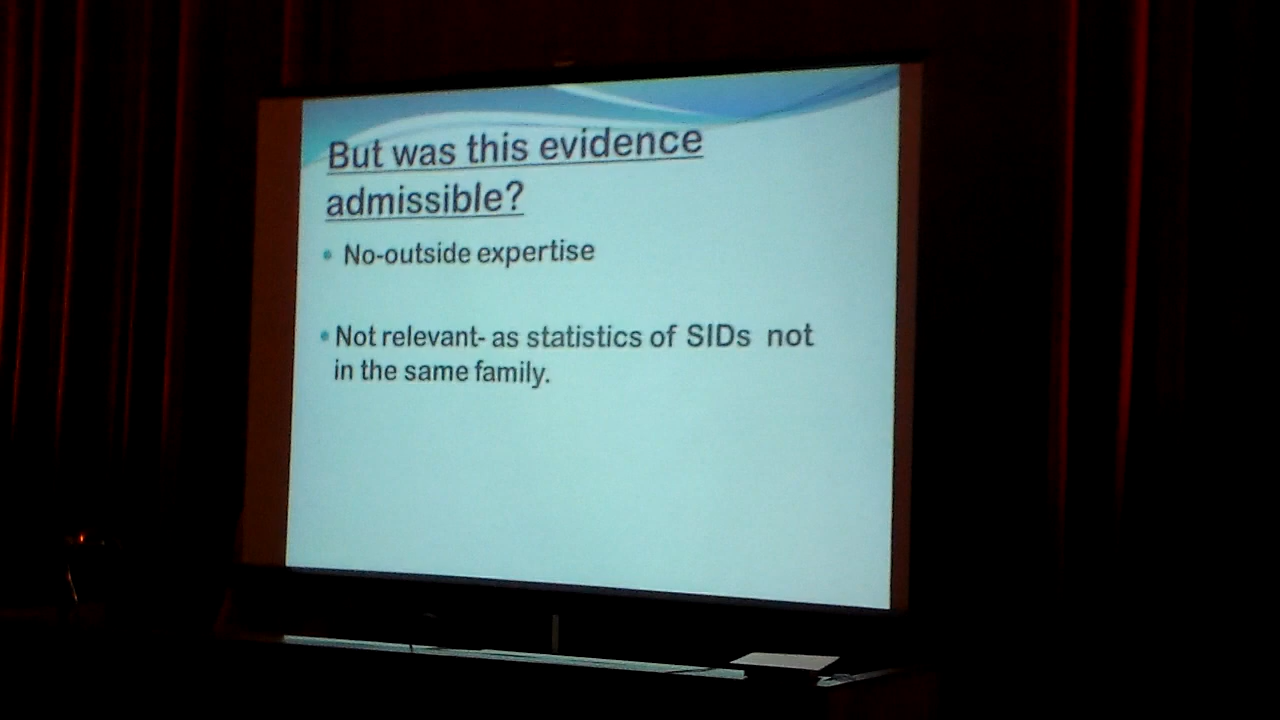 But was this evidence
admissible?
• No-outside expertise
• Not relevant- as statistics of SIDs not
in the same family.